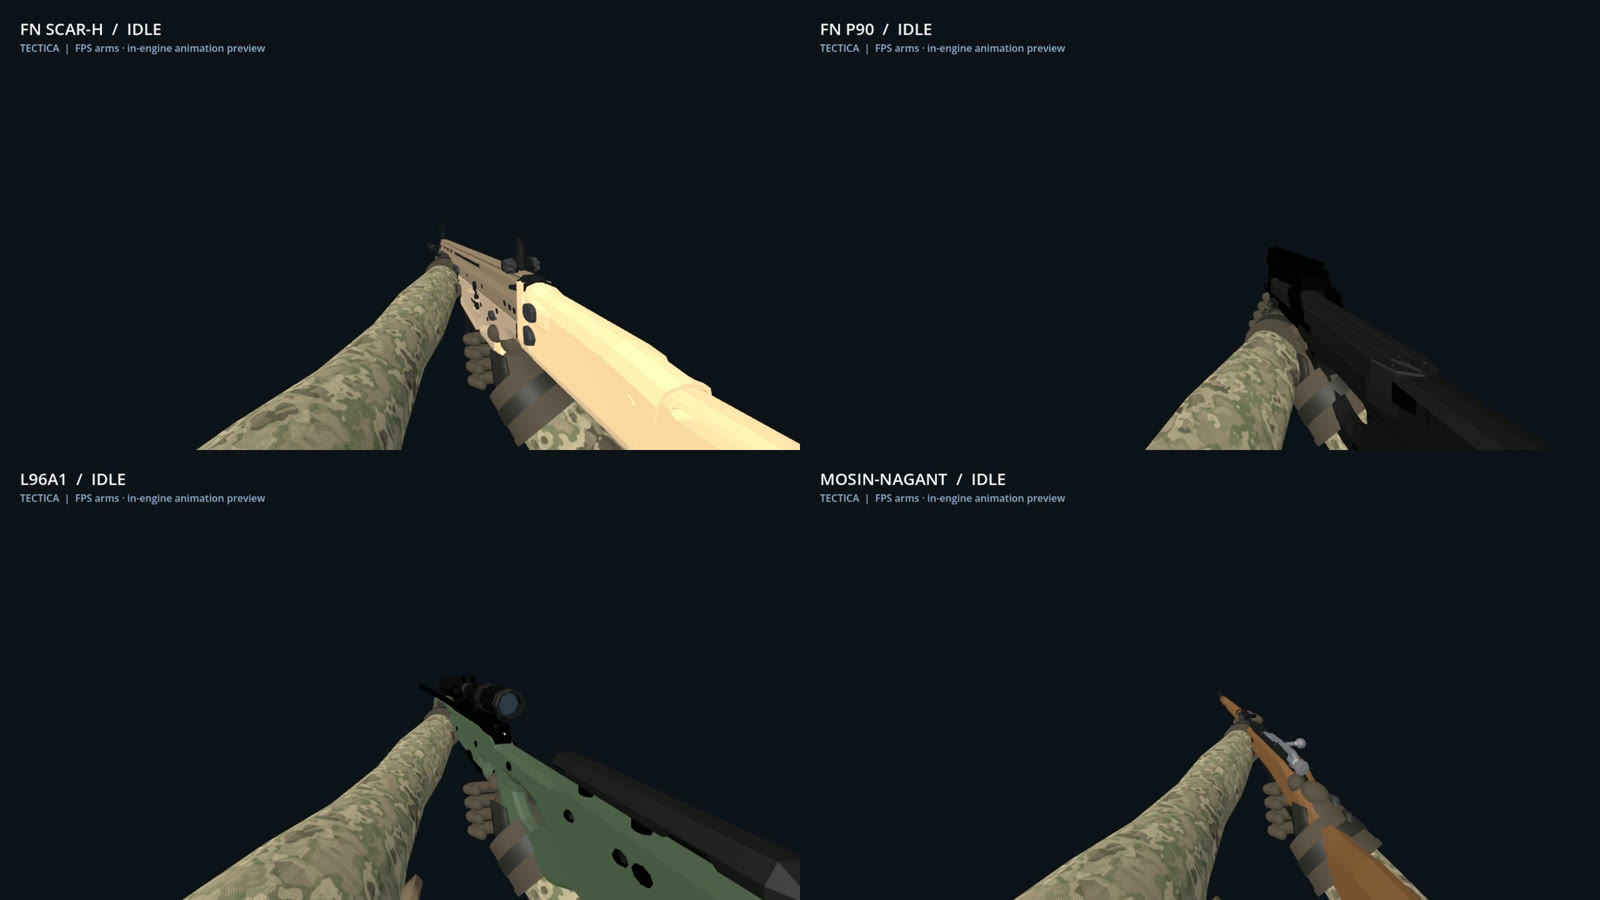 FN SCAR-H / IDLE
TECTICA | FPS arms · in-engine animation preview
FN P90 / IDLE
TECTICA | FPS arms · in-engine animation preview
L96A1 / IDLE
TECTICA | FPS arms · in-engine animation preview
MOSIN-NAGANT / IDLE
TECTICA | FPS arms · in-engine animation preview